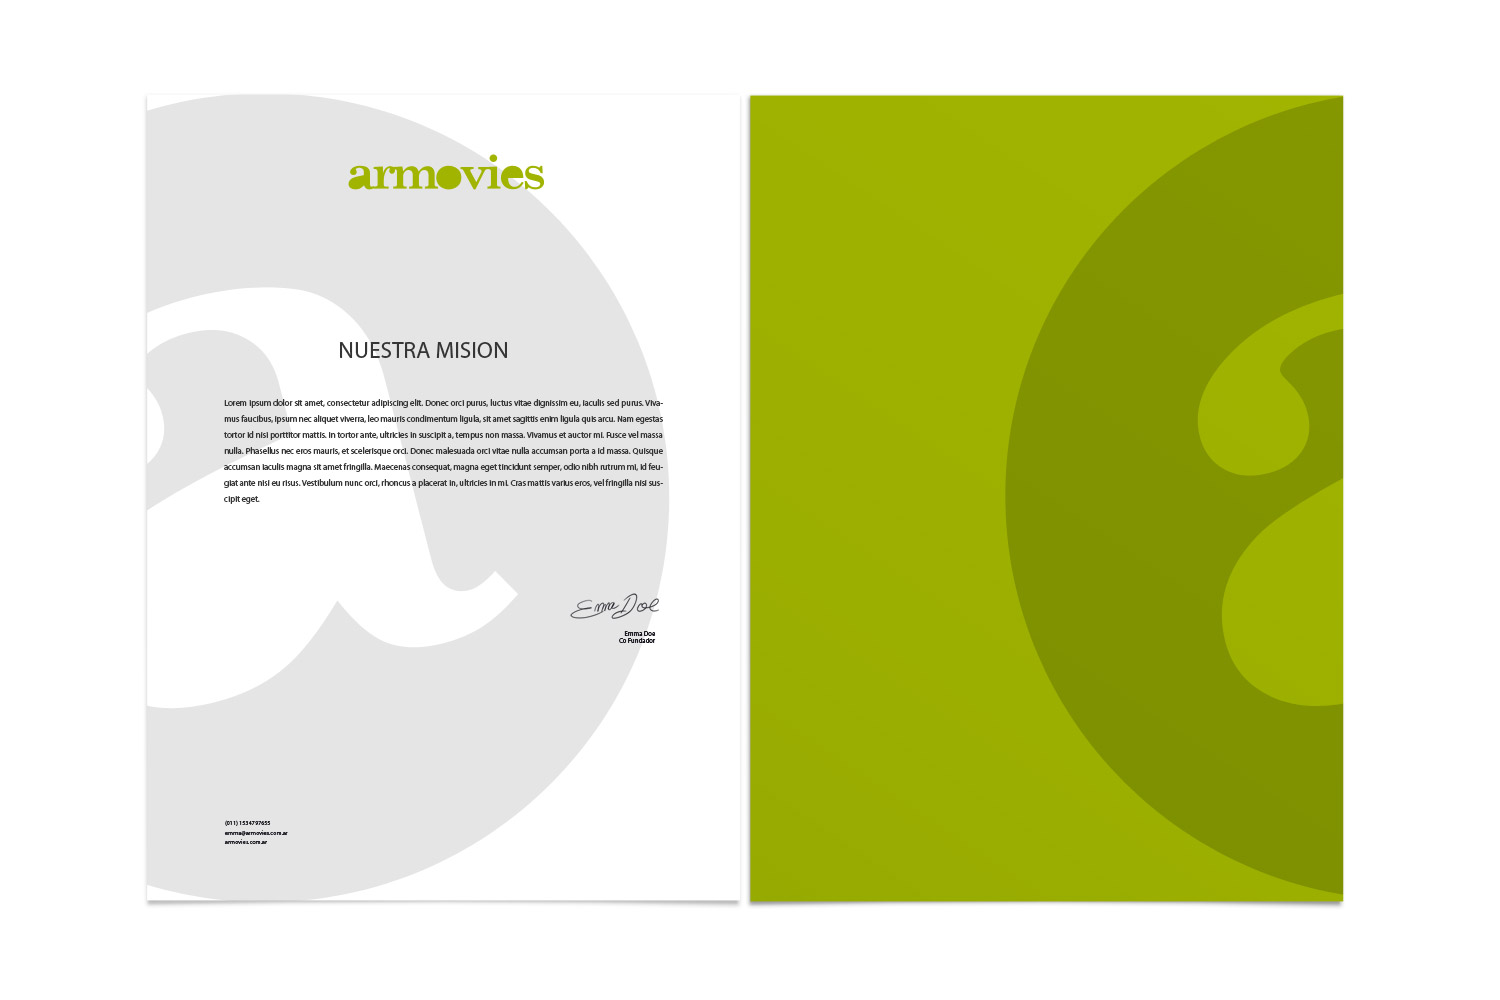 armovies
NUESTRA MISION
Lorem ipsum dolor sit amet, consectetur adipiscing elit. Donec orci purus, luctus vitae dignissim eu, iaculis sed purus. Viva-
mus faucibus, ipsum nec aliquet viverra, leo mauris condimentum ligula, sit amet sagittis enim ligula quis arcu. Nam egestas
tortor id nisi porttitor mattis. In tortor ante, ultricies in suscipit a, tempus non massa. Vivamus et auctor mi. Fusce vel massa
nulla. Phasellus nec eros mauris, et scelerisque orci. Donec malesuada orci vitae nulla accumsan porta a id massa. Quisque
accumsan iaculis magna sit amet fringilla. Maecenas consequat, magna eget tincidunt semper, odio nibh rutrum mi, id feu-
giat ante nisi eu risus. Vestibulum nunc orci, rhoncus a placerat in, ultricies in mi. Cras mattis varius eros, vel fringilla nisi sus-
cipit eget.
Emma Doe
Emma Doe
Co Fundador
(011) 1534797655
emma@armovies.com.ar
armovies.com.ar